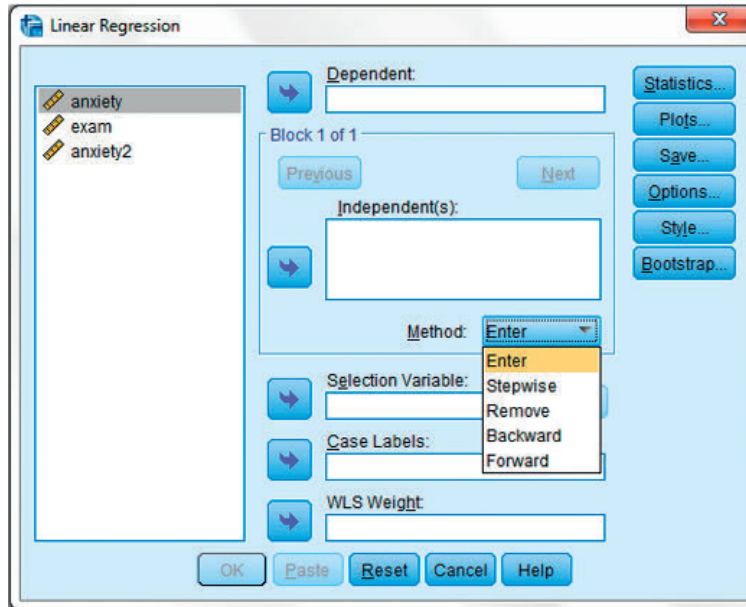 Linear Regression
X
anxiety
exam
anxiety2
Dependent:
Block 1 of 1
Previous
Next
Independent(s):
Method:
Enter
Enter
Stepwise
Remove
Backward
Forward
Selection Variable:
Case Labels:
WLS Weight:
Statistics...
Plots...
Save...
Options...
Style...
Bootstrap...
OK
Paste
Reset
Cancel
Help